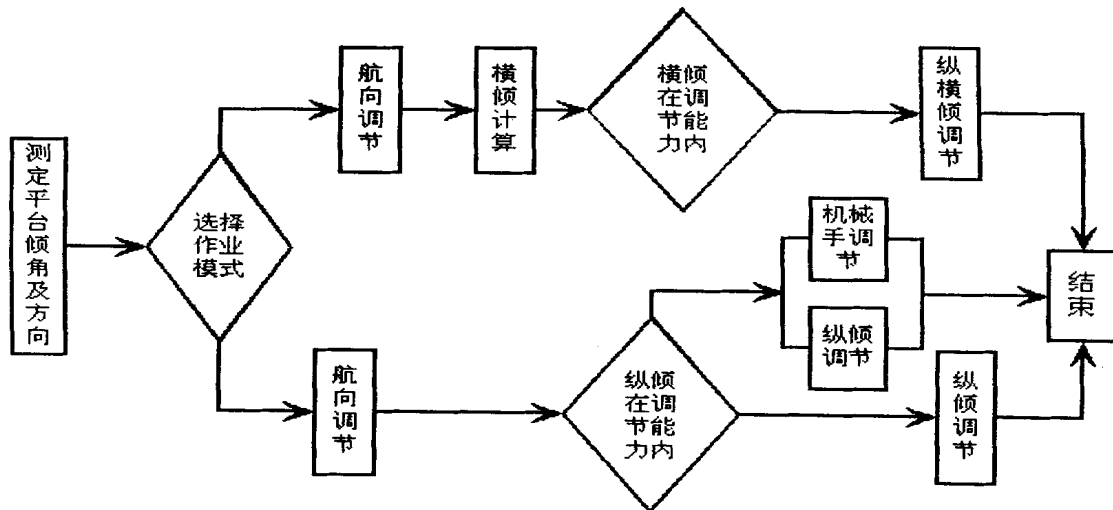 测定平台倾角及方向
选择
作业
模式
航向调节
横倾计算
横倾
在调
节能
力内
纵横倾调节
机械
手调
节
纵倾
调节
结束
航向调节
纵倾
在调
节能
力内
纵倾调节